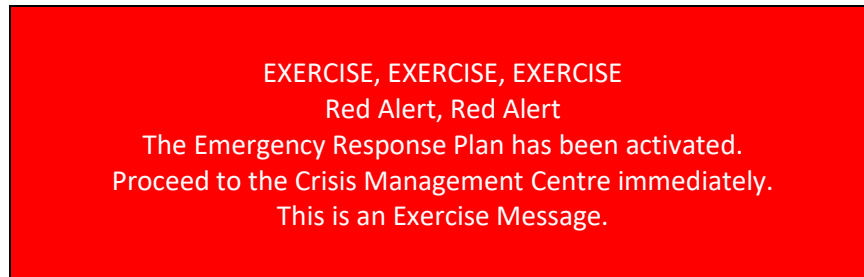 EXERCISE, EXERCISE, EXERCISE
Red Alert, Red Alert
The Emergency Response Plan has been activated.
Proceed to the Crisis Management Centre immediately.
This is an Exercise Message.